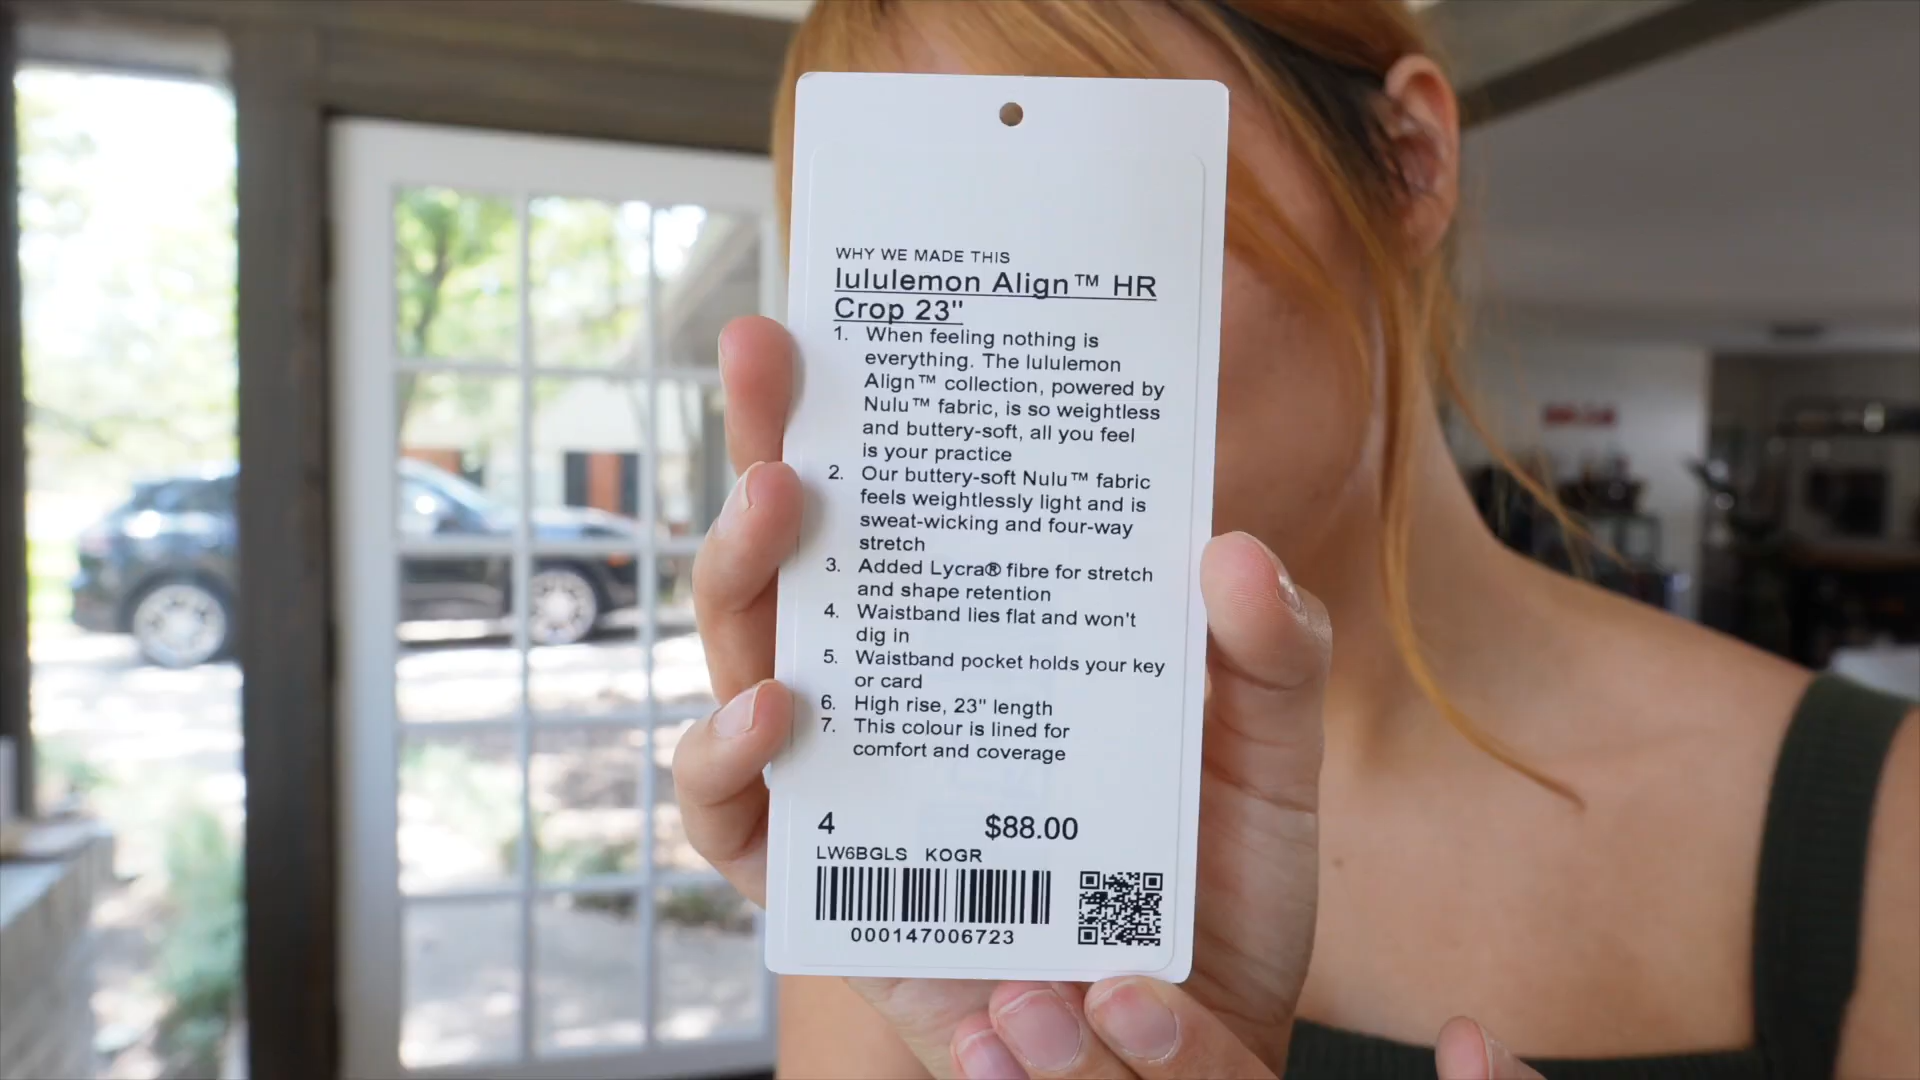 WHY WE MADE THIS
lululemon Align™ HR
Crop 23"
1. When feeling nothing is
everything. The lululemon
Align™ collection, powered by
Nulu™ fabric, is so weightless
and buttery-soft, all you feel
is your practice
2. Our buttery-soft Nulu™ fabric
feels weightlessly light and is
sweat-wicking and four-way
stretch
3. Added Lycra® fibre for stretch
and shape retention
4. Waistband lies flat and won't
dig in
5. Waistband pocket holds your key
or card
6. High rise, 23" length
7. This colour is lined for
comfort and coverage
4 $88.00
LW6BGLS KOGR
000147006723